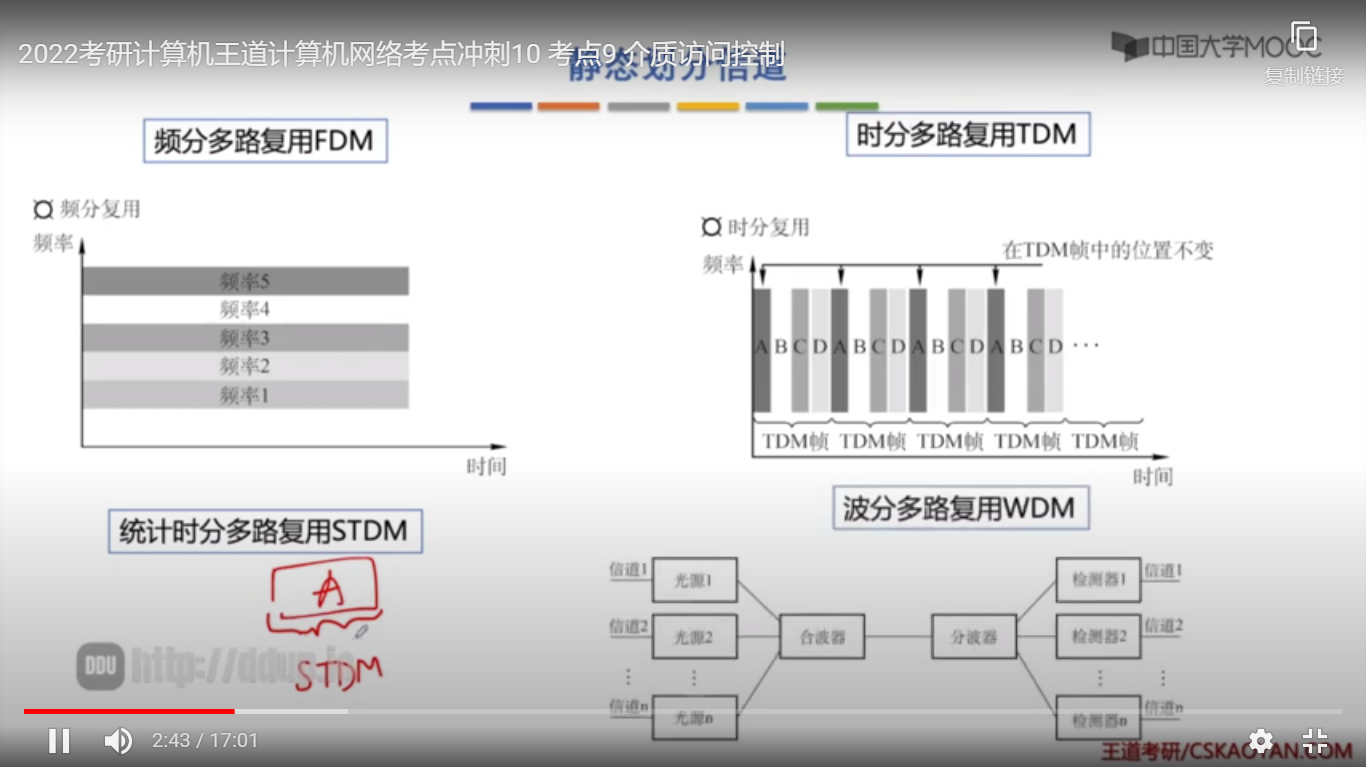 2022考研计算机王道计算机网络考点冲刺10 考点9 介质访问控制
静态划分信道
中国大学MOOC
复制链接
频分多路复用FDM
时分多路复用TDM
频分复用
频率
频率5
频率4
频率3
频率2
频率1
时间
时分复用
频率
在TDM帧中的位置不变
A B C D A B C D A B C D A B C D ···
TDM帧 TDM帧 TDM帧 TDM帧 TDM帧
时间
统计时分多路复用STDM
A
STDM
波分多路复用WDM
信道1 光源1 检测器1 信道1
信道2 光源2 合波器 分波器 检测器2 信道2
信道n 光源n 检测器n 信道n
DDU
2:43 / 17:01
王道考研/CSKAOYAN.COM